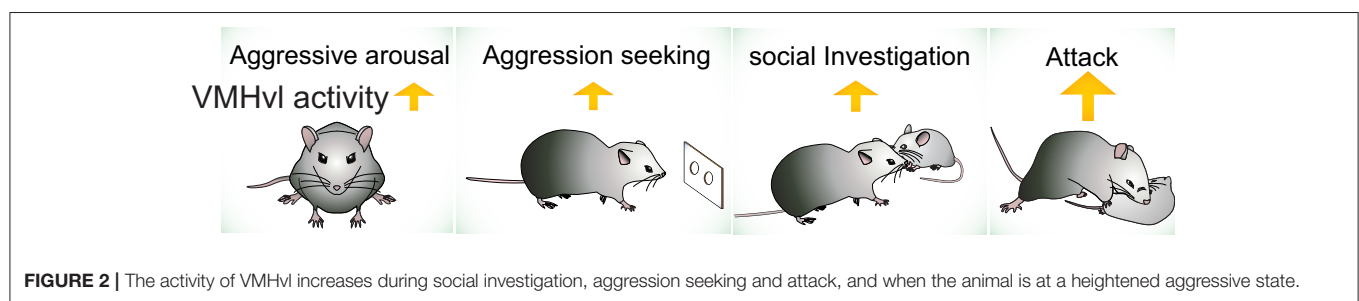 Aggressive arousal
Aggression seeking
social Investigation
Attack
VMHvl activity
FIGURE 2 | The activity of VMHvl increases during social investigation, aggression seeking and attack, and when the animal is at a heightened aggressive state.